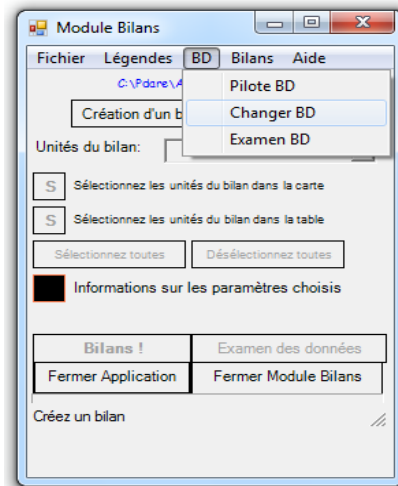 Module Bilans
Fichier Légendes BD Bilans Aide
C:\Pdare\A
Pilote BD
Création d'un b
Changer BD
Examen BD
Unités du bilan:
S Sélectionnez les unités du bilan dans la carte
S Sélectionnez les unités du bilan dans la table
Sélectionnez toutes Désélectionnez toutes
Informations sur les paramètres choisis
Bilans ! Examen des données
Fermer Application Fermer Module Bilans
Créez un bilan